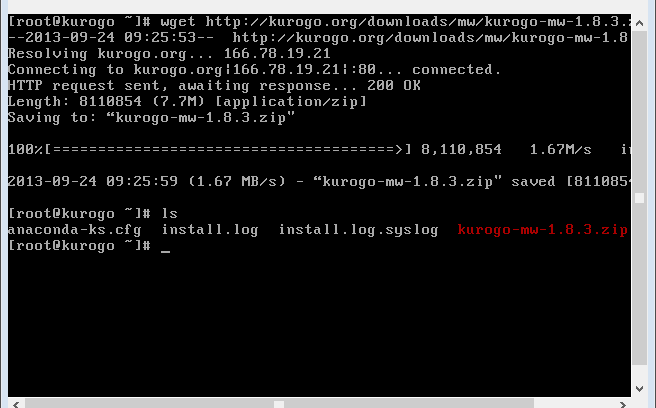 [root@kurogo ~]# wget http://kurogo.org/downloads/mw/kurogo-mw-1.8.3.z
--2013-09-24 09:25:53-- http://kurogo.org/downloads/mw/kurogo-mw-1.8
Resolving kurogo.org... 166.78.19.21
Connecting to kurogo.org|166.78.19.21|:80... connected.
HTTP request sent, awaiting response... 200 OK
Length: 8110854 (7.7M) [application/zip]
Saving to: “kurogo-mw-1.8.3.zip”
100%[======================================>] 8,110,854 1.67M/s in
2013-09-24 09:25:59 (1.67 MB/s) - “kurogo-mw-1.8.3.zip” saved [8110854
[root@kurogo ~]# ls
anaconda-ks.cfg install.log install.log.syslog kurogo-mw-1.8.3.zip
[root@kurogo ~]# _